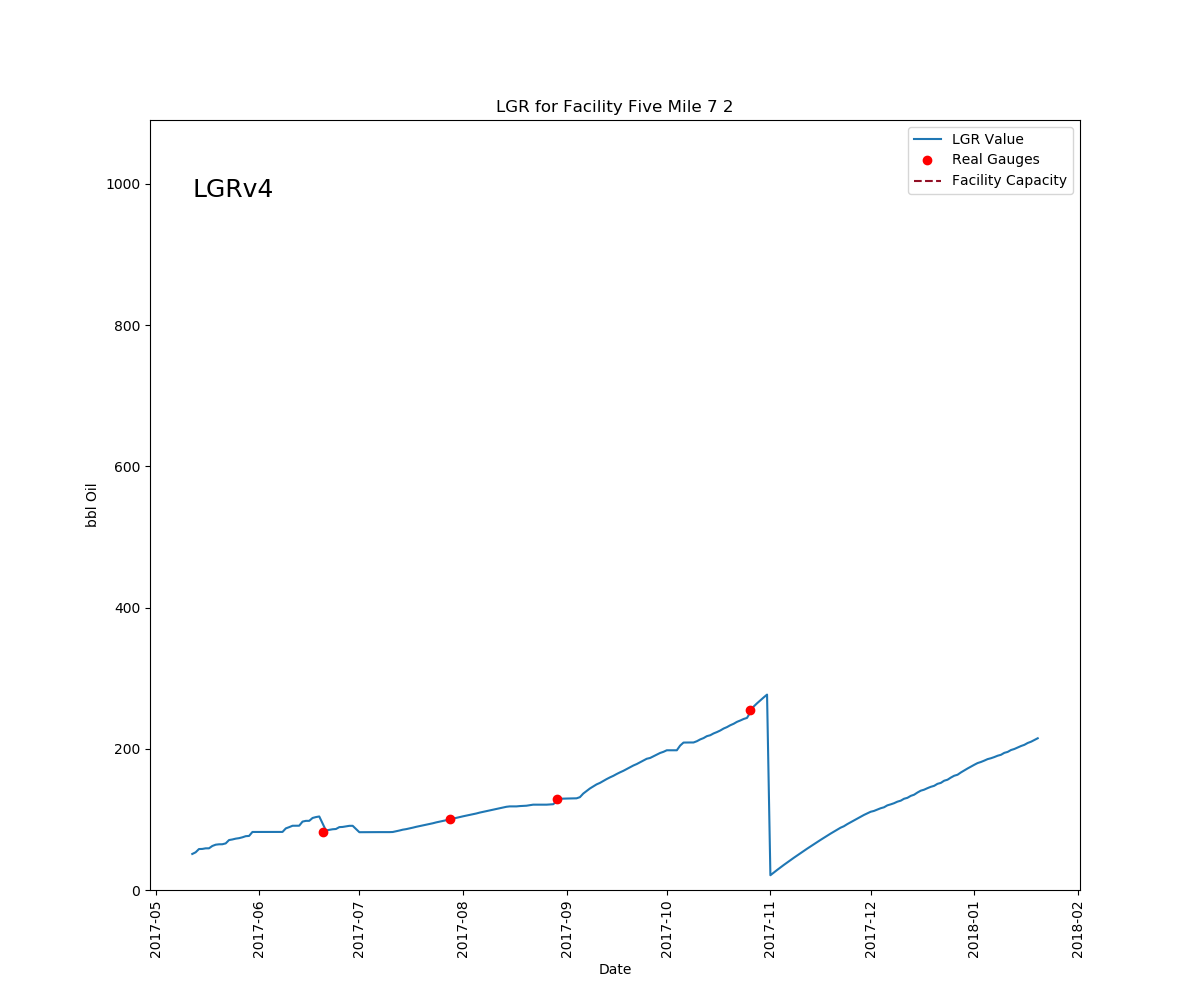 LGR for Facility Five Mile 7 2
LGRv4
LGR Value
Real Gauges
Facility Capacity
bbl Oil
1000
800
600
400
200
0
2017-05
2017-06
2017-07
2017-08
2017-09
2017-10
2017-11
2017-12
2018-01
2018-02
Date